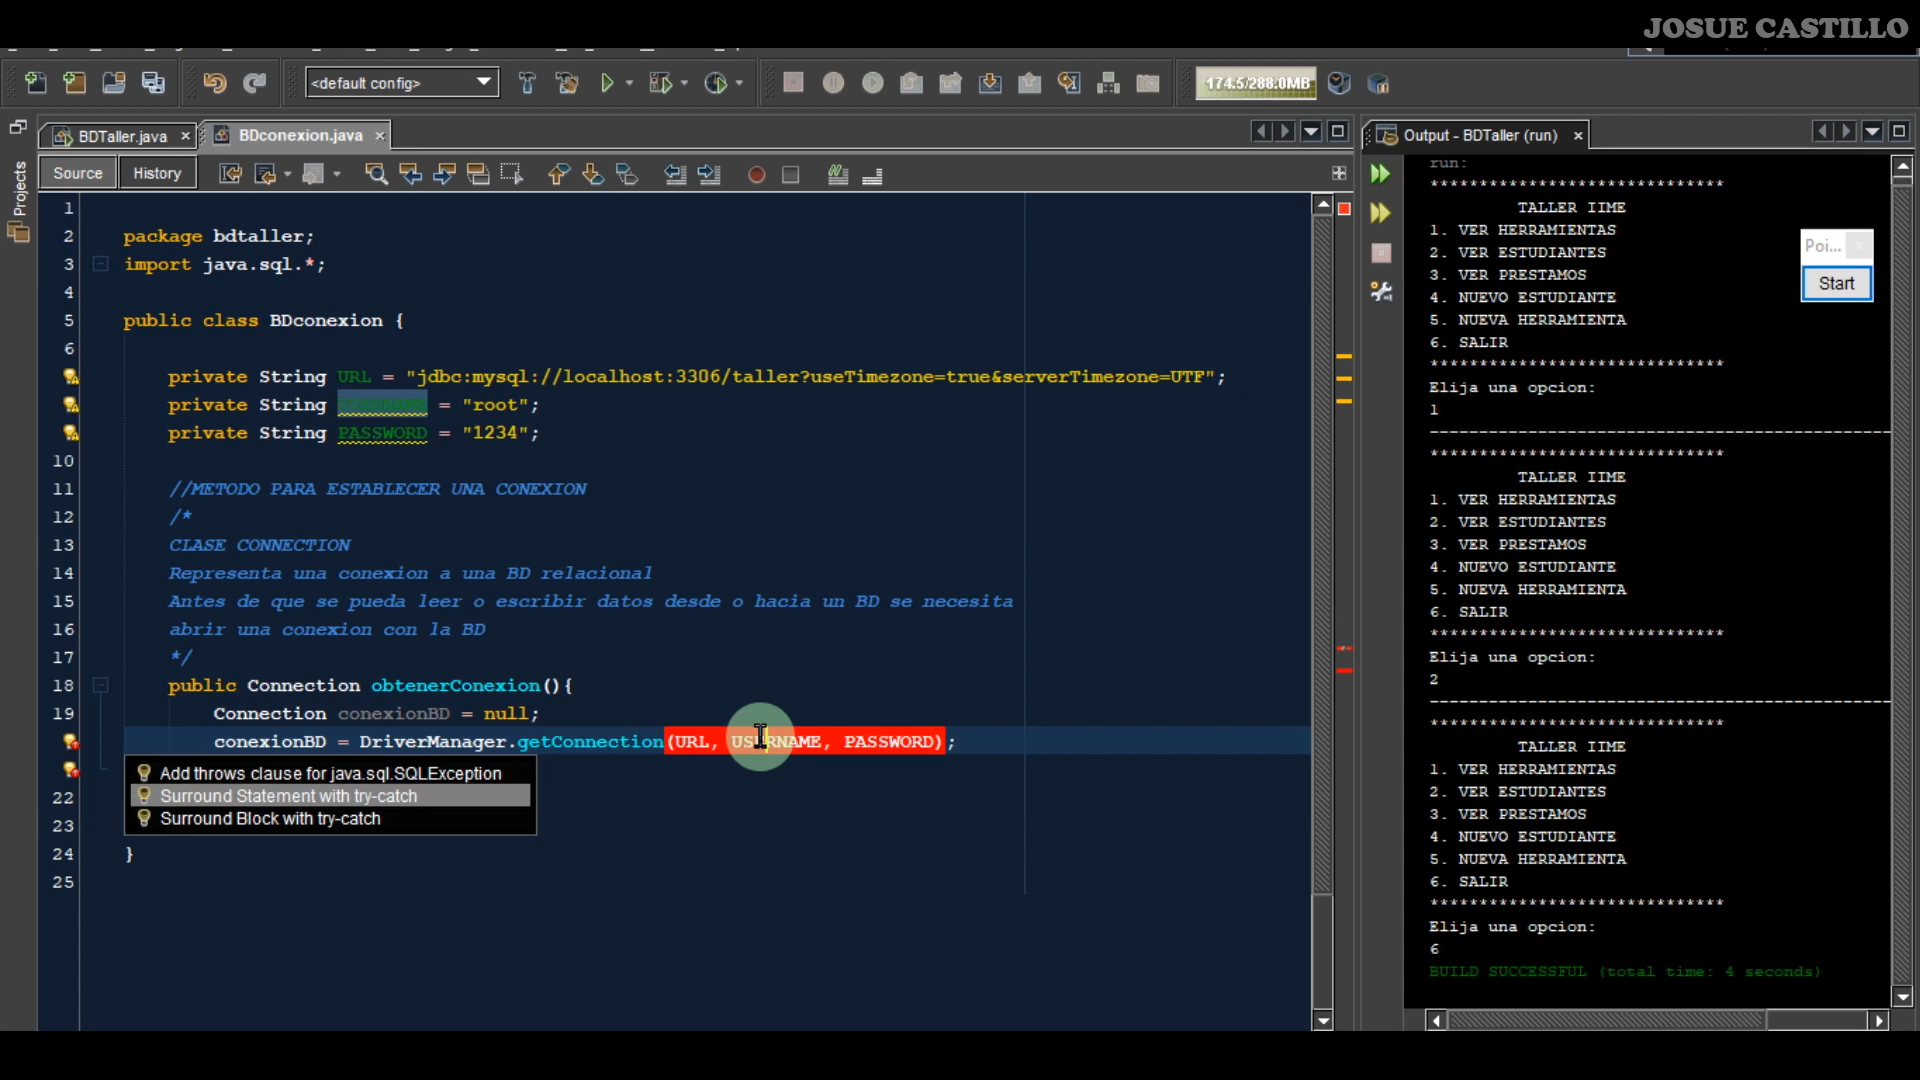 JOSUE CASTILLO
<default config>
174.5/288.0MB
Projects
BDTaller.java
BDconexion.java
Source
History
1
2 package bdtaller;
3 import java.sql.*;
4
5 public class BDconexion {
6
private String URL = "jdbc:mysql://localhost:3306/taller?useTimezone=true&serverTimezone=UTF";
private String USERNAME = "root";
private String PASSWORD = "1234";
10
11 //METODO PARA ESTABLECER UNA CONEXION
12 /*
13 CLASE CONNECTION
14 Representa una conexion a una BD relacional
15 Antes de que se pueda leer o escribir datos desde o hacia un BD se necesita
16 abrir una conexion con la BD
17 */
18 public Connection obtenerConexion(){
19 Connection conexionBD = null;
conexionBD = DriverManager.getConnection(URL, USERNAME, PASSWORD);
Add throws clause for java.sql.SQLException
Surround Statement with try-catch
Surround Block with try-catch
22
23
24 }
25
Output - BDTaller (run)
run:
******************************
TALLER IIME
1. VER HERRAMIENTAS
2. VER ESTUDIANTES
3. VER PRESTAMOS
4. NUEVO ESTUDIANTE
5. NUEVA HERRAMIENTA
6. SALIR
******************************
Elija una opcion:
1
------------------------------------------------
******************************
TALLER IIME
1. VER HERRAMIENTAS
2. VER ESTUDIANTES
3. VER PRESTAMOS
4. NUEVO ESTUDIANTE
5. NUEVA HERRAMIENTA
6. SALIR
******************************
Elija una opcion:
2
------------------------------------------------
******************************
TALLER IIME
1. VER HERRAMIENTAS
2. VER ESTUDIANTES
3. VER PRESTAMOS
4. NUEVO ESTUDIANTE
5. NUEVA HERRAMIENTA
6. SALIR
******************************
Elija una opcion:
6
BUILD SUCCESSFUL (total time: 4 seconds)
Poi...
Start